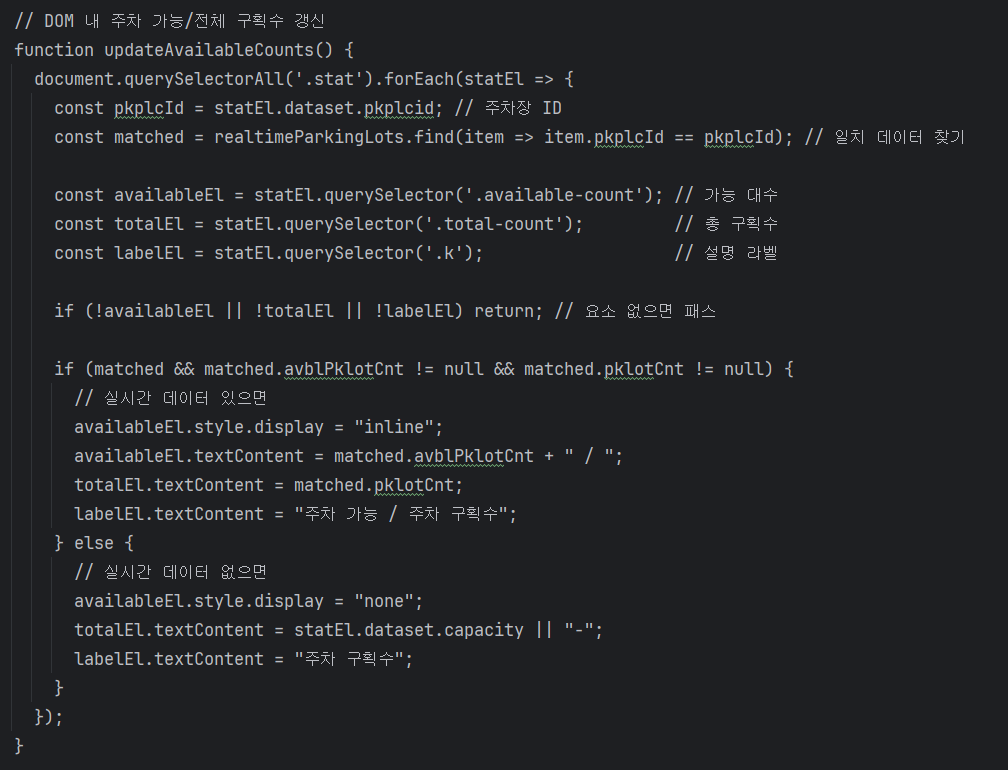 // DOM 내 주차 가능/전체 구획수 갱신
function updateAvailableCounts() {
  document.querySelectorAll('.stat').forEach(statEl => {
    const pkplcId = statEl.dataset.pkplcid; // 주차장 ID
    const matched = realtimeParkingLots.find(item => item.pkplcId == pkplcId); // 일치 데이터 찾기

    const availableEl = statEl.querySelector('.available-count'); // 가능 대수
    const totalEl = statEl.querySelector('.total-count');         // 총 구획수
    const labelEl = statEl.querySelector('.k');                   // 설명 라벨

    if (!availableEl || !totalEl || !labelEl) return; // 요소 없으면 패스

    if (matched && matched.avblPklotCnt != null && matched.pklotCnt != null) {
      // 실시간 데이터 있으면
      availableEl.style.display = "inline";
      availableEl.textContent = matched.avblPklotCnt + " / ";
      totalEl.textContent = matched.pklotCnt;
      labelEl.textContent = "주차 가능 / 주차 구획수";
    } else {
      // 실시간 데이터 없으면
      availableEl.style.display = "none";
      totalEl.textContent = statEl.dataset.capacity || "-";
      labelEl.textContent = "주차 구획수";
    }
  });
}